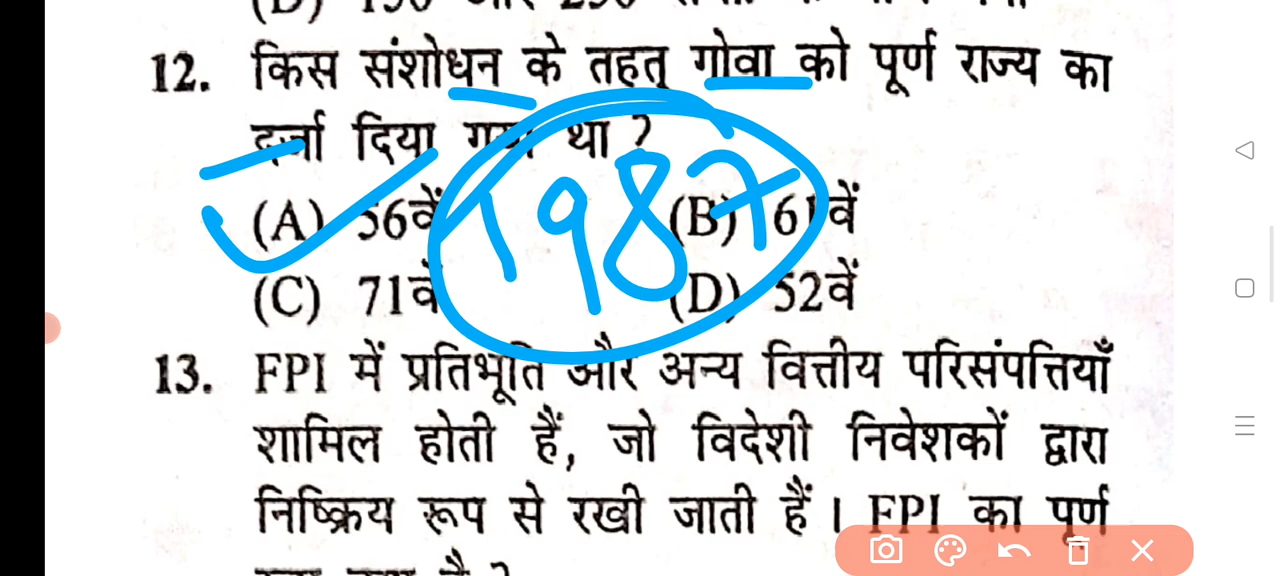 12. किस संशोधन के तहत् गोवा को पूर्ण राज्य का
दर्जा दिया गया था ?
(A) 56वें (B) 61वें
1987
(C) 71वें (D) 52वें
13. FPI में प्रतिभूति और अन्य वित्तीय परिसंपत्तियाँ
शामिल होती हैं, जो विदेशी निवेशकों द्वारा
निष्क्रिय रूप से रखी जाती हैं । FPI का पूर्ण